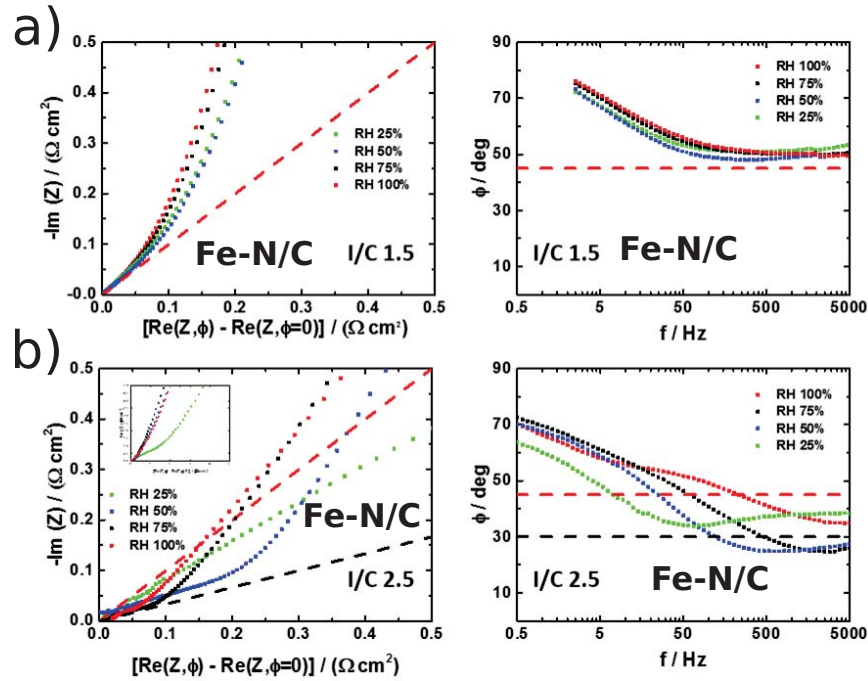 a)
0.5
0.4
0.3
0.2
0.1
-0.0
-Im (Z) / (Ω cm²)
RH 25%
RH 50%
RH 75%
RH 100%
Fe-N/C
I/C 1.5
0.0 0.1 0.2 0.3 0.4 0.5
[Re(Z,ϕ) - Re(Z,ϕ=0)] / (Ω cm²)
90
70
50
30
10
ϕ / deg
RH 100%
RH 75%
RH 50%
RH 25%
I/C 1.5
Fe-N/C
0.5 5 50 500 5000
f / Hz
b)
0.5
0.4
0.3
0.2
0.1
0.0
-Im (Z) / (Ω cm²)
RH 25%
RH 50%
RH 75%
RH 100%
Fe-N/C
I/C 2.5
0.0 0.1 0.2 0.3 0.4 0.5
[Re(Z,ϕ) - Re(Z,ϕ=0)] / (Ω cm²)
90
70
50
30
10
ϕ / deg
RH 100%
RH 75%
RH 50%
RH 25%
I/C 2.5
Fe-N/C
0.5 5 50 500 5000
f / Hz